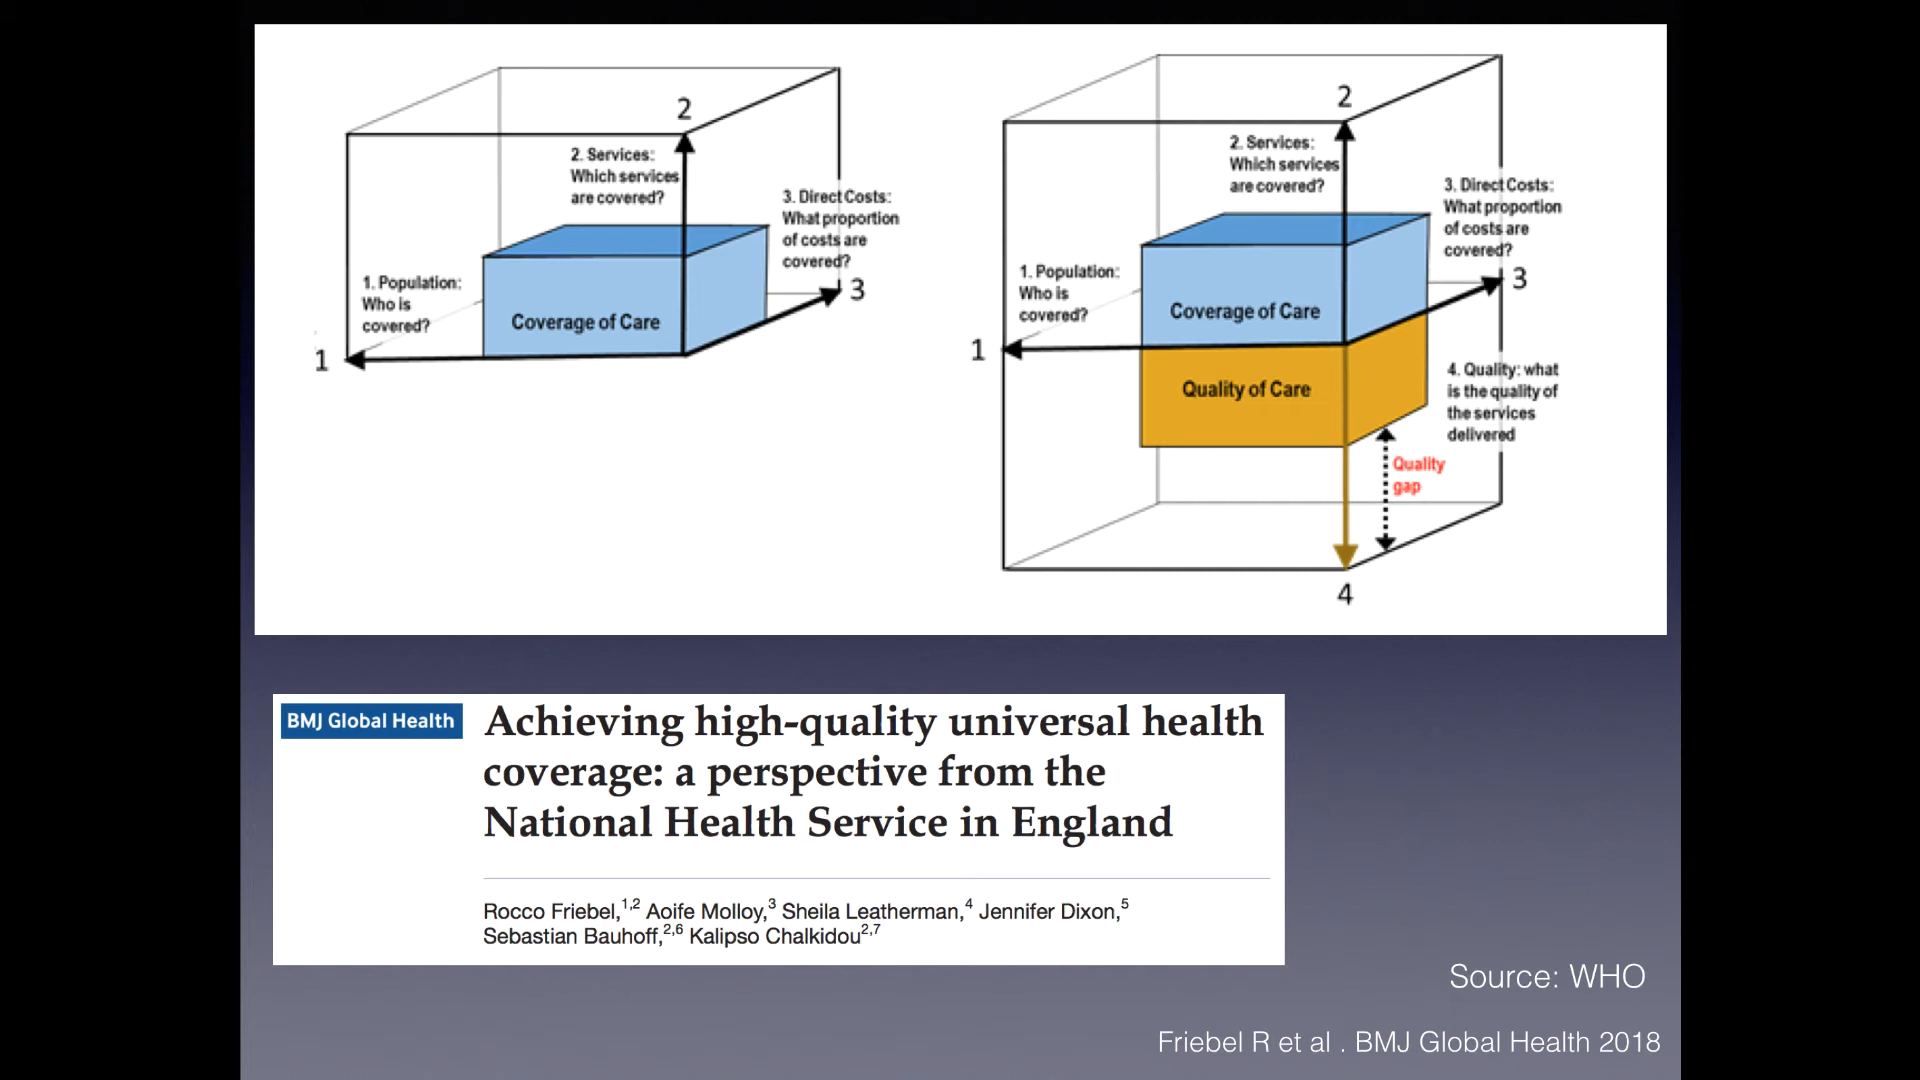 2
2. Services:
Which services
are covered?
3. Direct Costs:
What proportion
of costs are
covered?
1. Population:
Who is
covered?
Coverage of Care
3
1
2
2. Services:
Which services
are covered?
3. Direct Costs:
What proportion
of costs are
covered?
1. Population:
Who is
covered?
Coverage of Care
3
1
Quality of Care
4. Quality: what
is the quality of
the services
delivered
Quality
gap
4
BMJ Global Health
Achieving high-quality universal health
coverage: a perspective from the
National Health Service in England
Rocco Friebel,1,2 Aoife Molloy,3 Sheila Leatherman,4 Jennifer Dixon,5
Sebastian Bauhoff,2,6 Kalipso Chalkidou2,7
Source: WHO
Friebel R et al . BMJ Global Health 2018